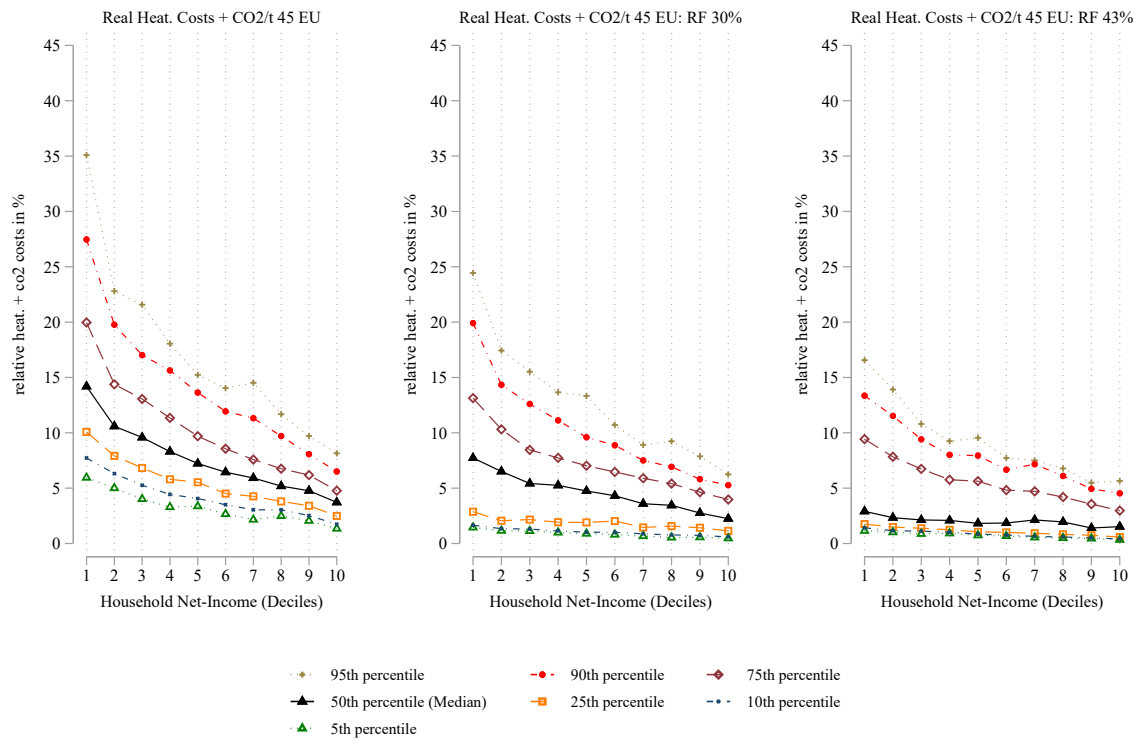 Real Heat. Costs + CO2/t 45 EU
45
40
35
30
25
20
15
10
5
0
relative heat. + co2 costs in %
1 2 3 4 5 6 7 8 9 10
Household Net-Income (Deciles)
Real Heat. Costs + CO2/t 45 EU: RF 30%
45
40
35
30
25
20
15
10
5
0
relative heat. + co2 costs in %
1 2 3 4 5 6 7 8 9 10
Household Net-Income (Deciles)
Real Heat. Costs + CO2/t 45 EU: RF 43%
45
40
35
30
25
20
15
10
5
0
relative heat. + co2 costs in %
1 2 3 4 5 6 7 8 9 10
Household Net-Income (Deciles)
95th percentile 90th percentile 75th percentile
50th percentile (Median) 25th percentile 10th percentile
5th percentile